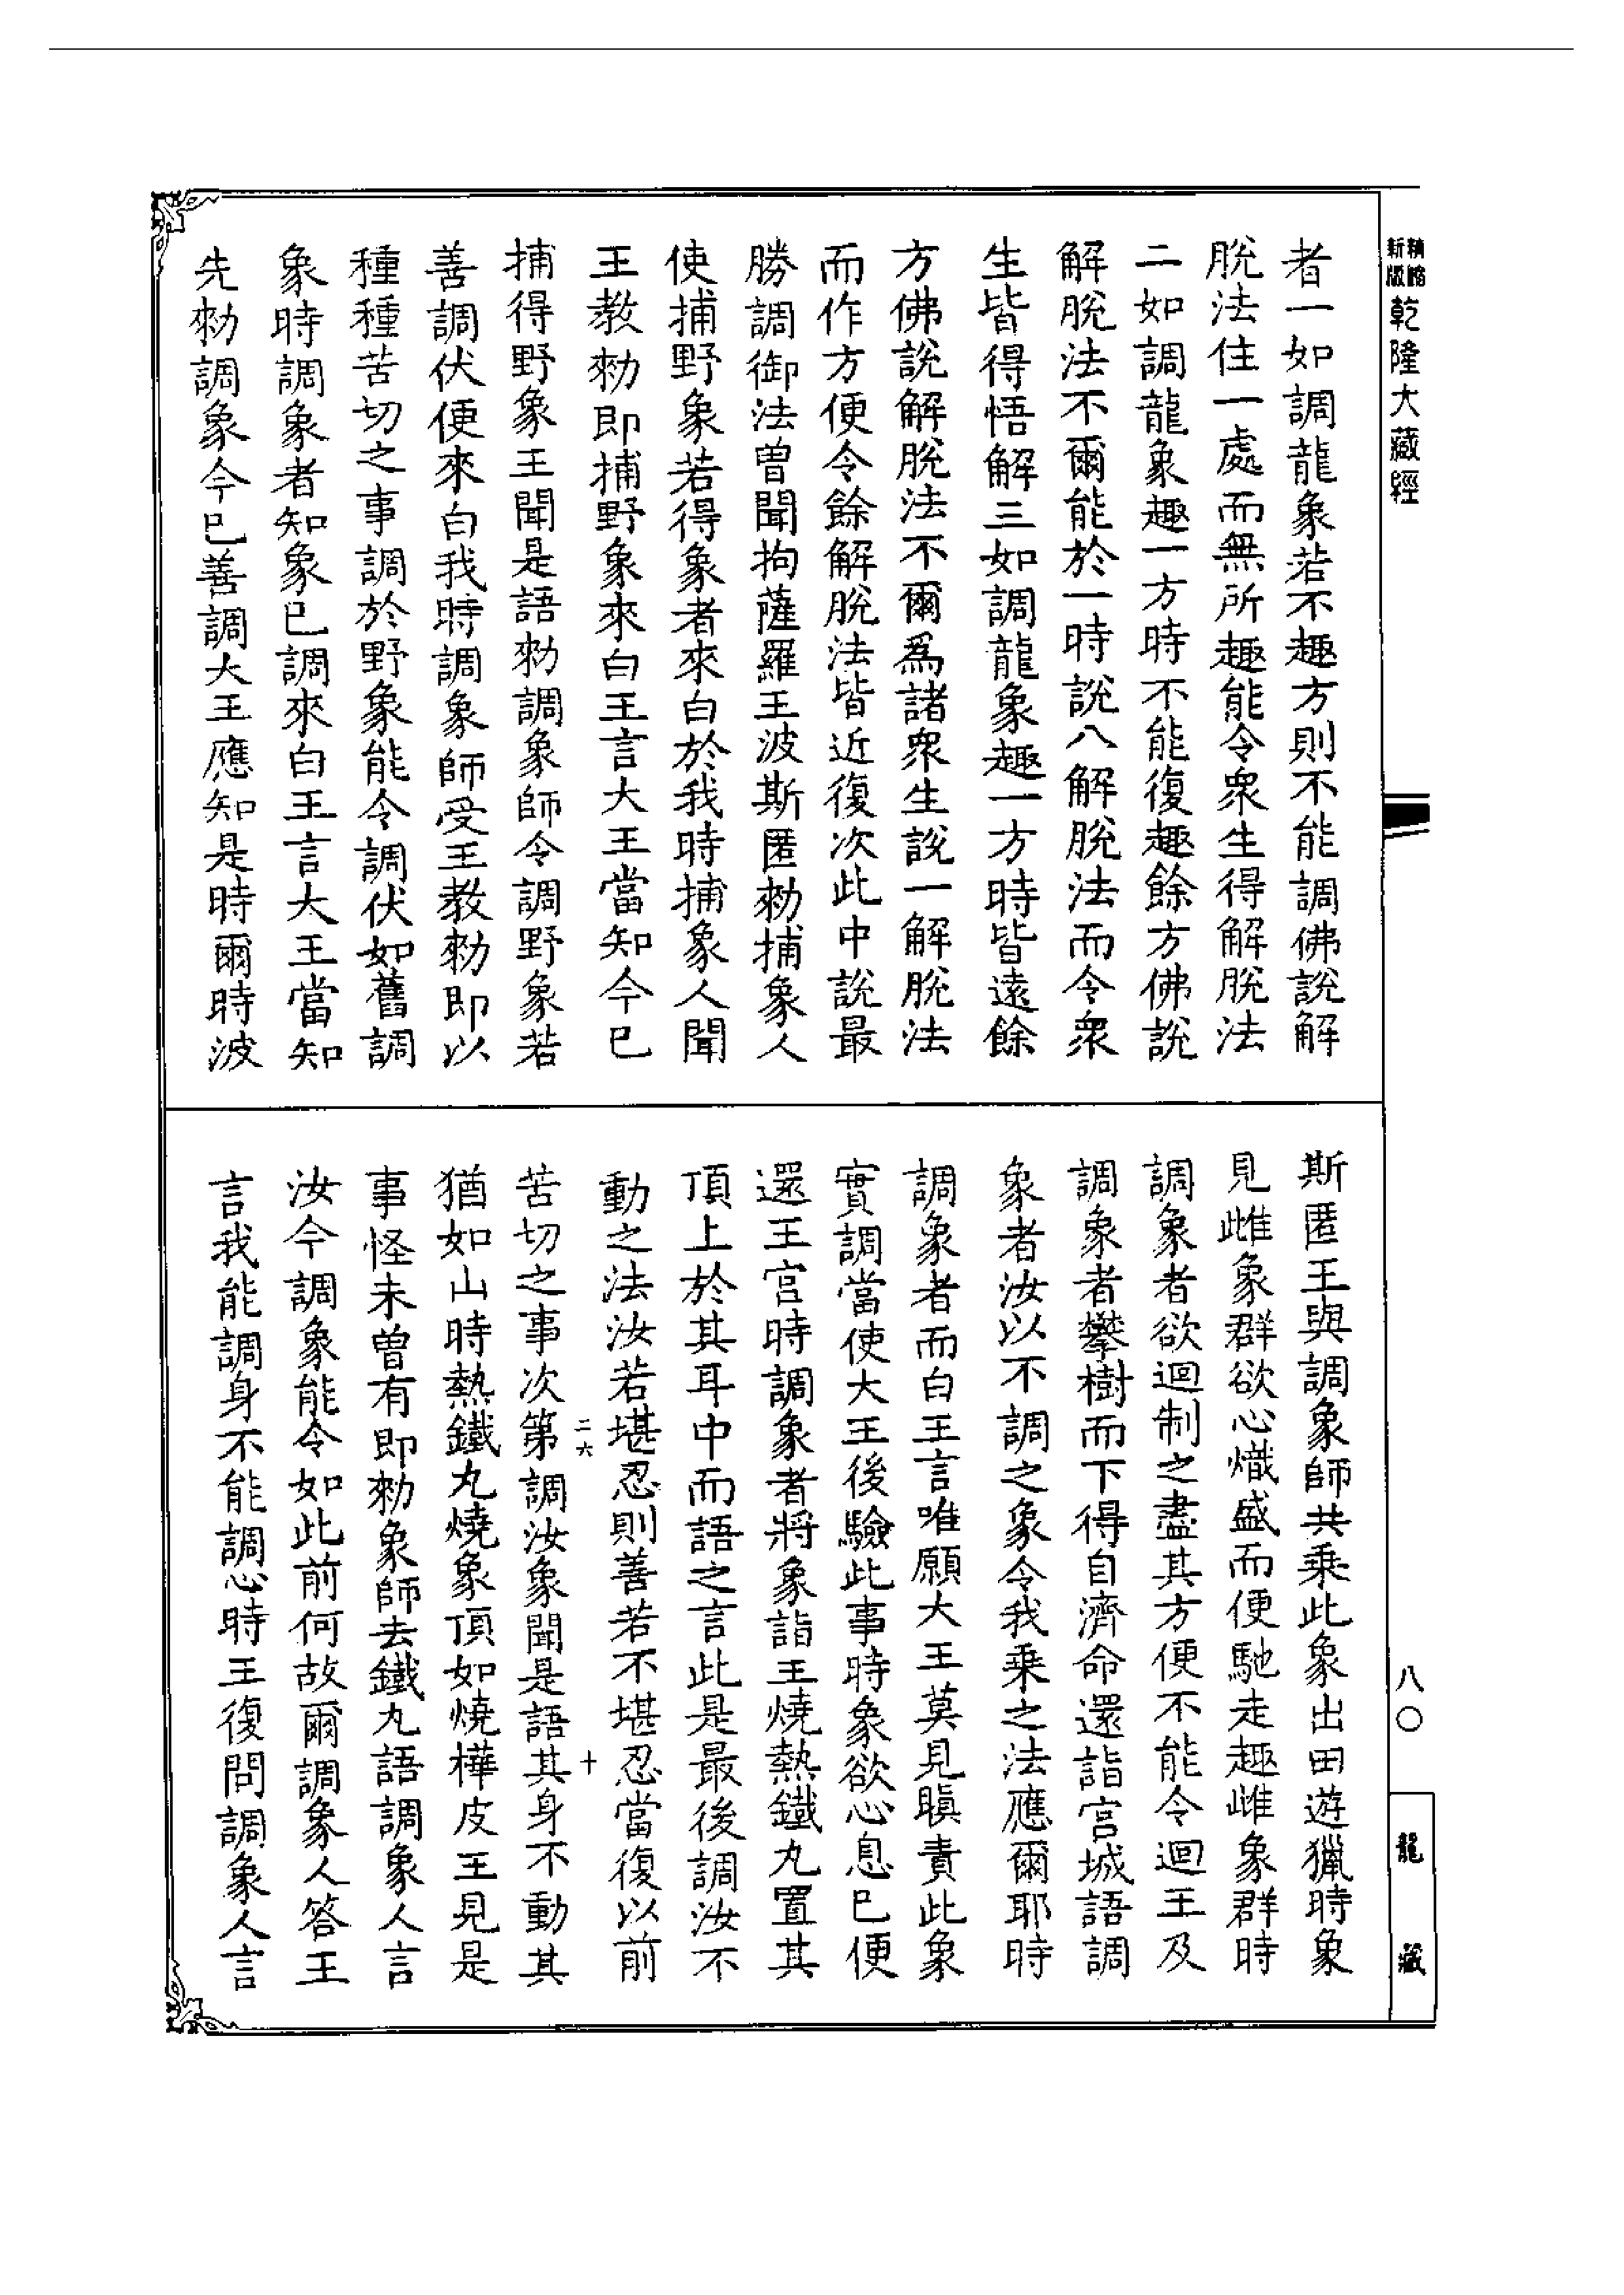 精縮
新版
乾隆大藏經
者一如調龍象若不趣方則不能調佛說解
脫法住一處而無所趣能令衆生得解脫法
二如調龍象趣一方時不能復趣餘方佛說
解脫法不爾能於一時說八解脫法而令衆
生皆得悟解三如調龍象趣一方時皆遠餘
方佛說解脫法不爾爲諸衆生說一解脫法
而作方便令餘解脫法皆近復次此中說最
勝調御法曾聞拘薩羅王波斯匿勑捕象人
使捕野象若得象者來白於我時捕象人聞
王教勑即捕野象來白王言大王當知今已
捕得野象王聞是語勑調象師令調野象若
善調伏便來白我時調象師受王教勑即以
種種苦切之事調於野象能令調伏如舊調
象時調象者知象已調來白王言大王當知
先勑調象今已善調大王應知是時爾時波
斯匿王與調象師共乘此象出田遊獵時象
見雌象群欲心熾盛而便馳走趣雌象群時
調象者欲迴制之盡其方便不能令迴王及
調象者攀樹而下得自濟命還詣宮城語調
象者汝以不調之象令我乘之法應爾耶時
調象者而白王言唯願大王莫見瞋責此象
實調當使大王後驗此事時象欲心息已便
還王宮時調象者將象詣王燒熱鐵丸置其
頂上於其耳中而語之言此是最後調汝不
動之法汝若堪忍則善若不堪忍當復以前
二六
十
苦切之事次第調汝象聞是語其身不動其
猶如山時熱鐵丸燒象頂如燒樺皮王見是
事怪未曾有即勑象師去鐵丸語調象人言
汝今調象能令如此前何故爾調象人答王
言我能調身不能調心時王復問調象人言
八〇
龍藏